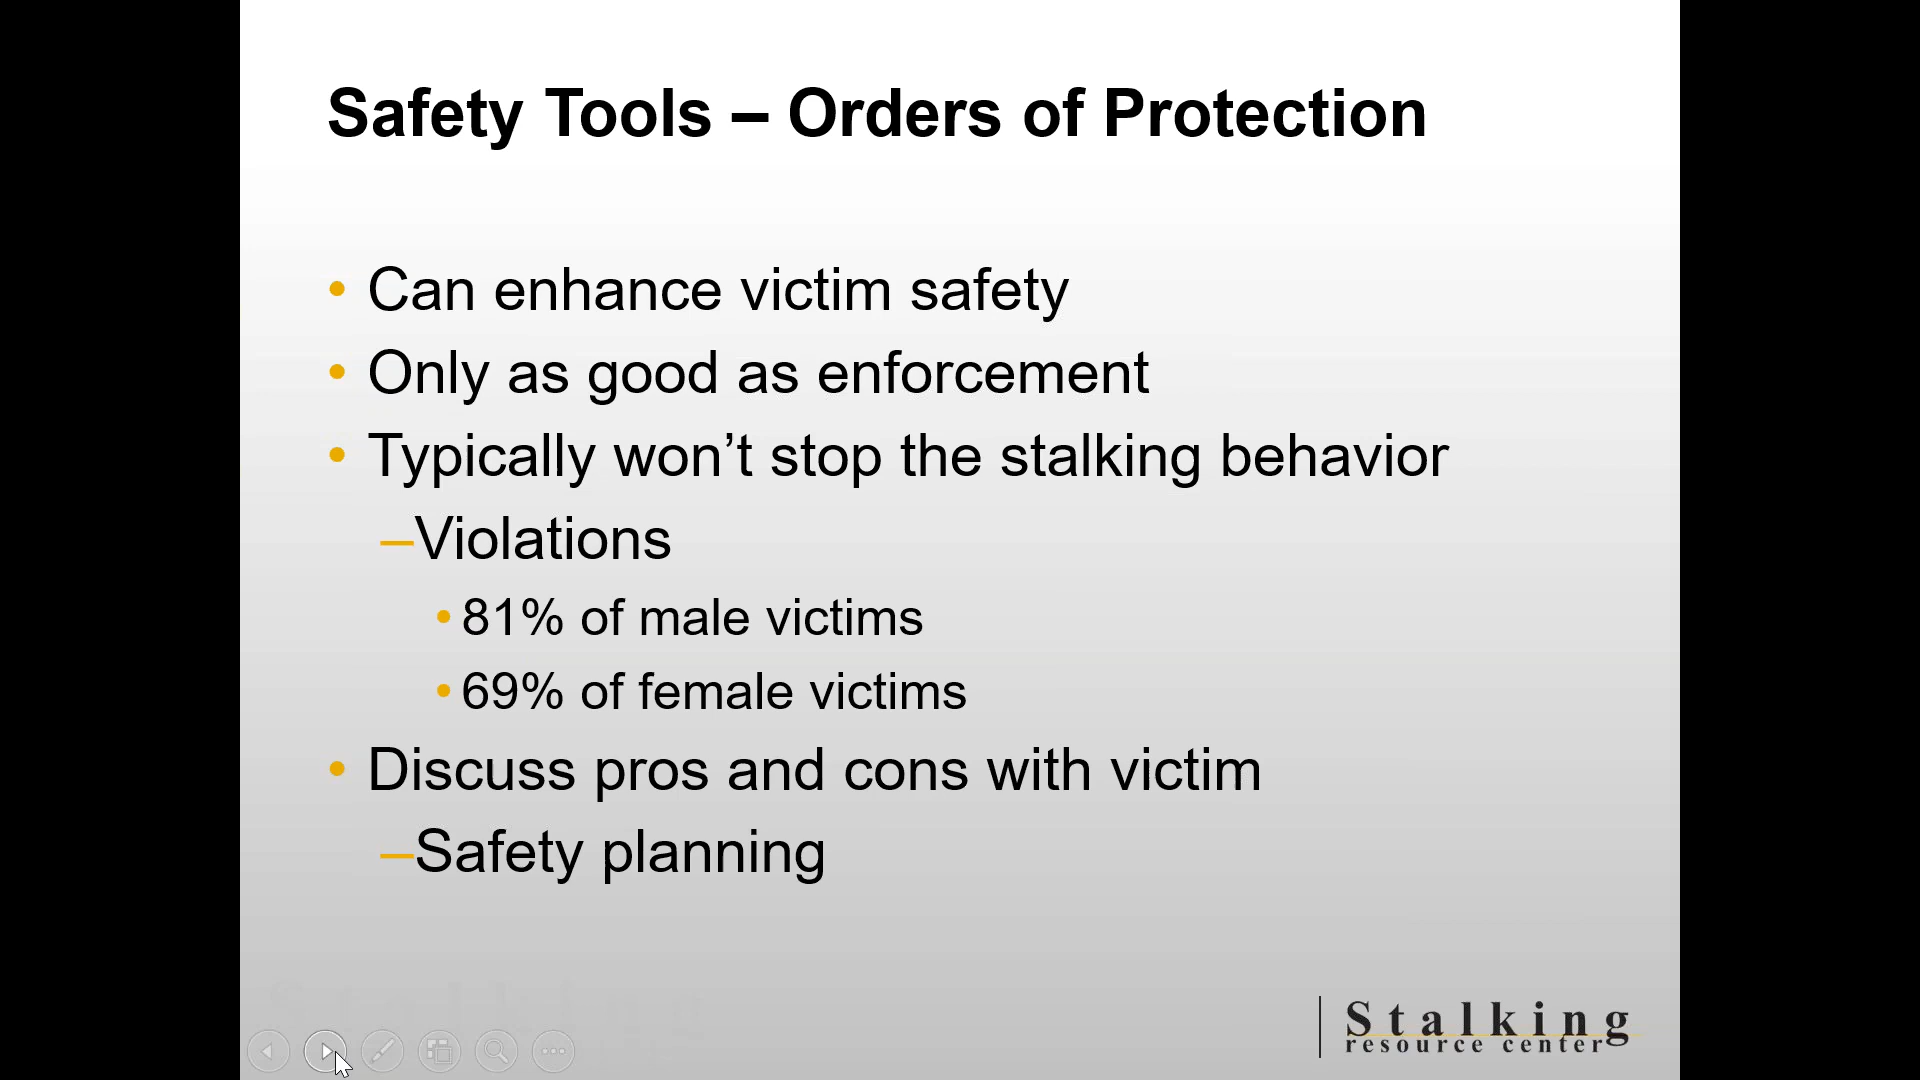 Safety Tools – Orders of Protection
• Can enhance victim safety
• Only as good as enforcement
• Typically won’t stop the stalking behavior
–Violations
• 81% of male victims
• 69% of female victims
• Discuss pros and cons with victim
–Safety planning
Stalking
resource center